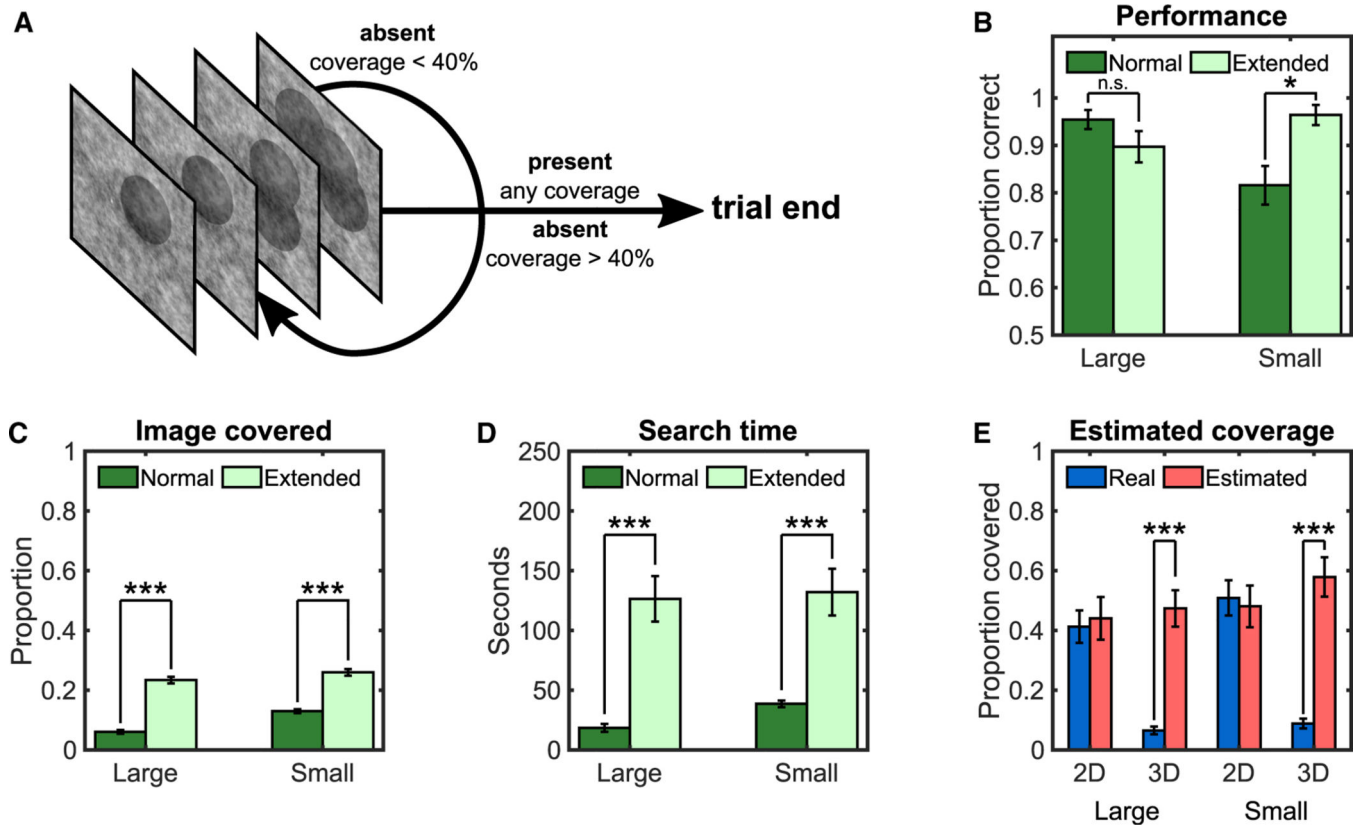 A
absent
coverage < 40%
present
any coverage
absent
coverage > 40%
trial end
B
Performance
Normal Extended
n.s.
*
Proportion correct
1
0.9
0.8
0.7
0.6
0.5
Large Small
C
Image covered
Normal Extended
*** ***
Proportion
1
0.8
0.6
0.4
0.2
0
Large Small
D
Search time
Normal Extended
*** ***
Seconds
250
200
150
100
50
0
Large Small
E
Estimated coverage
Real Estimated
*** ***
Proportion covered
1
0.8
0.6
0.4
0.2
0
2D 3D 2D 3D
Large Small